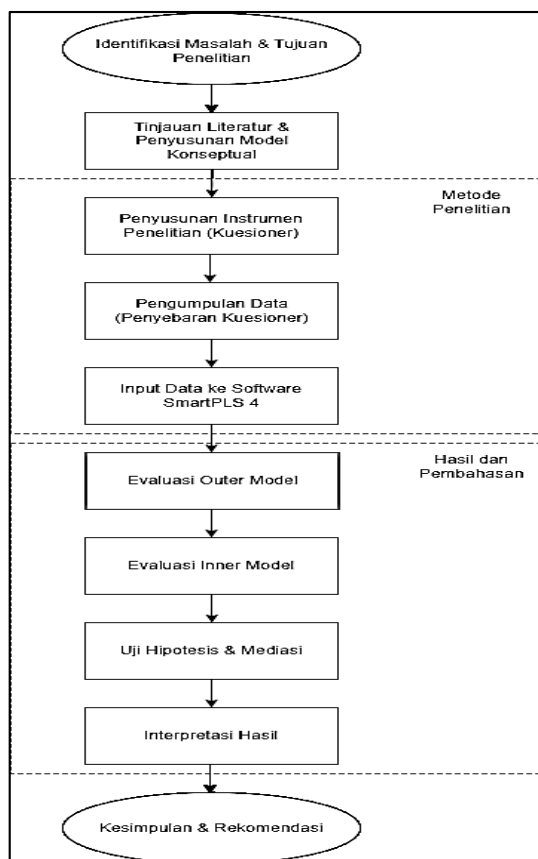 Identifikasi Masalah & Tujuan
Penelitian
Tinjauan Literatur &
Penyusunan Model
Konseptual
Metode
Penelitian
Penyusunan Instrumen
Penelitian (Kuesioner)
Pengumpulan Data
(Penyebaran Kuesioner)
Input Data ke Software
SmartPLS 4
Hasil dan
Pembahasan
Evaluasi Outer Model
Evaluasi Inner Model
Uji Hipotesis & Mediasi
Interpretasi Hasil
Kesimpulan & Rekomendasi